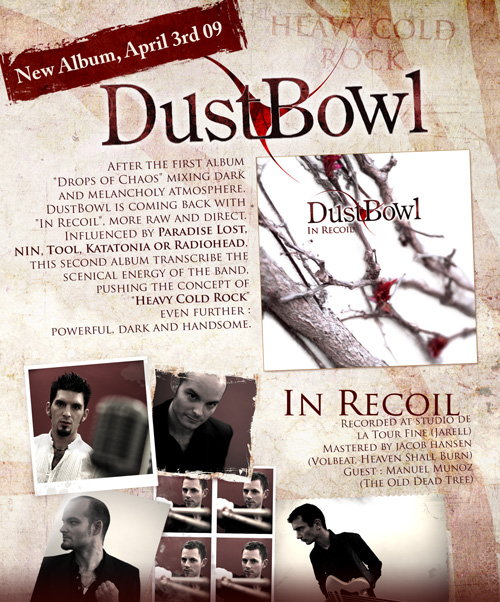 New Album, April 3rd 09
HEAVY COLD
ROCK
DustBowl
After the first album
"Drops of Chaos" mixing dark
and melancholy atmosphere,
DustBowl is coming back with
"In Recoil", more raw and direct.
Influenced by Paradise Lost,
NIN, Tool, Katatonia or Radiohead,
this second album transcribe the
scenical energy of the band,
pushing the concept of
"Heavy Cold Rock"
even further :
powerful, dark and handsome.
DustBowl
In Recoil
In Recoil
Recorded at studio de
la Tour Fine (Jarell)
Mastered by Jacob Hansen
(Volbeat, Heaven Shall Burn)
Guest : Manuel Munoz
(The Old Dead Tree)